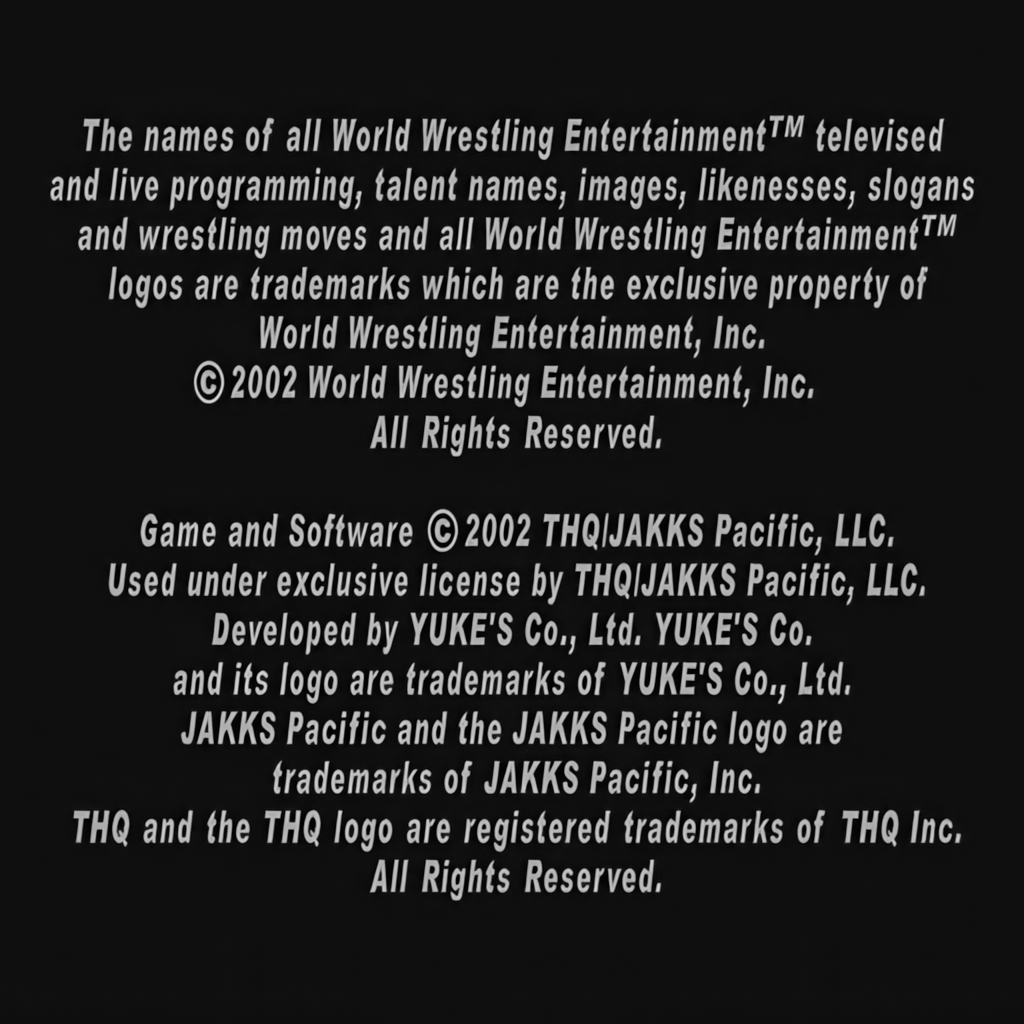 The names of all World Wrestling Entertainment™ televised
and live programming, talent names, images, likenesses, slogans
and wrestling moves and all World Wrestling Entertainment™
logos are trademarks which are the exclusive property of
World Wrestling Entertainment, Inc.
©2002 World Wrestling Entertainment, Inc.
All Rights Reserved.
Game and Software ©2002 THQ/JAKKS Pacific, LLC.
Used under exclusive license by THQ/JAKKS Pacific, LLC.
Developed by YUKE'S Co., Ltd. YUKE'S Co.
and its logo are trademarks of YUKE'S Co., Ltd.
JAKKS Pacific and the JAKKS Pacific logo are
trademarks of JAKKS Pacific, Inc.
THQ and the THQ logo are registered trademarks of THQ Inc.
All Rights Reserved.